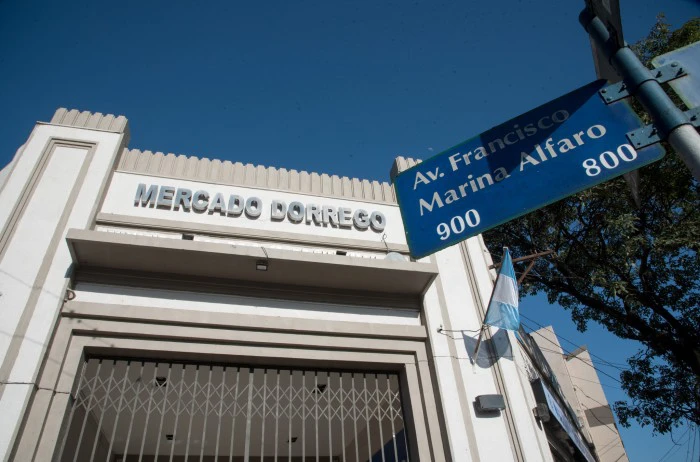 MERCADO DORREGO
Av. Francisco
Marina Alfaro
900 800